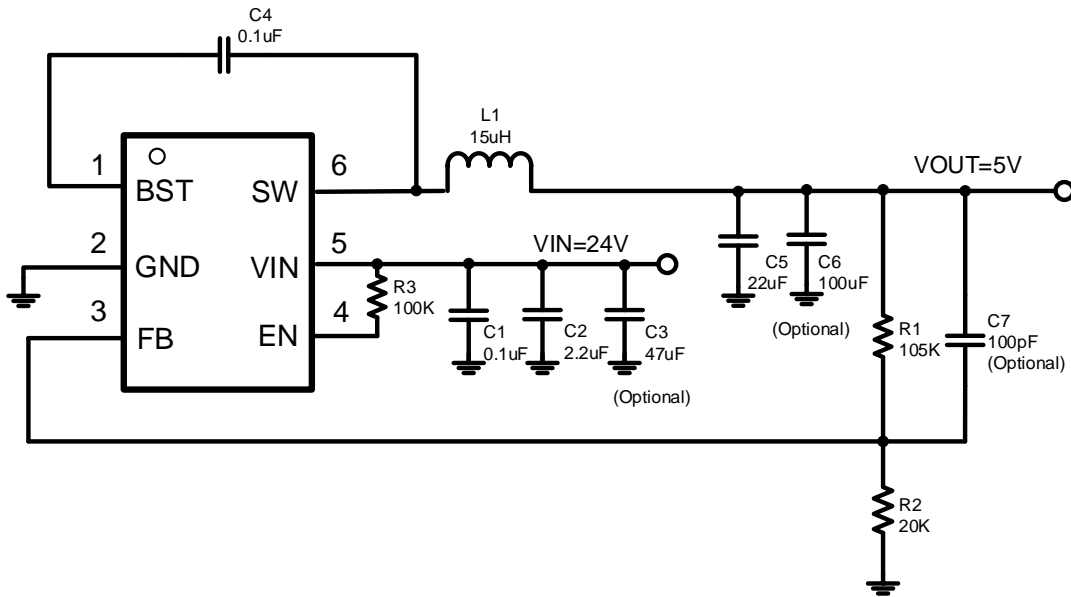 C4
0.1uF
L1
15uH
VOUT=5V
1
BST
6
SW
2
GND
5
VIN
VIN=24V
3
FB
4
EN
R3
100K
C1
0.1uF
C2
2.2uF
C3
47uF
(Optional)
C5
22uF
C6
100uF
(Optional)
R1
105K
C7
100pF
(Optional)
R2
20K